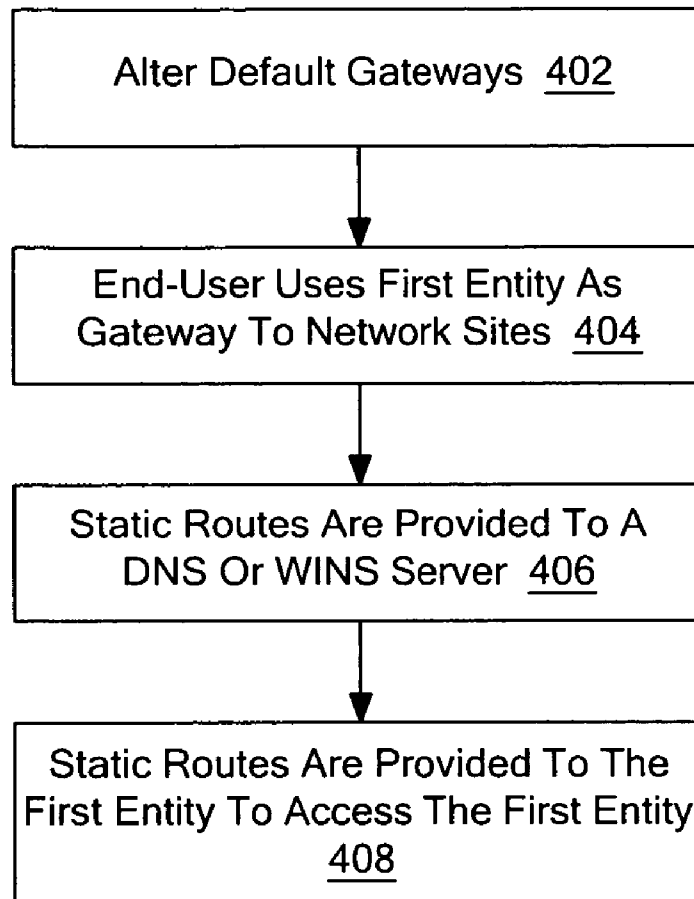 Alter Default Gateways 402
End-User Uses First Entity As
Gateway To Network Sites 404
Static Routes Are Provided To A
DNS Or WINS Server 406
Static Routes Are Provided To The
First Entity To Access The First Entity
408